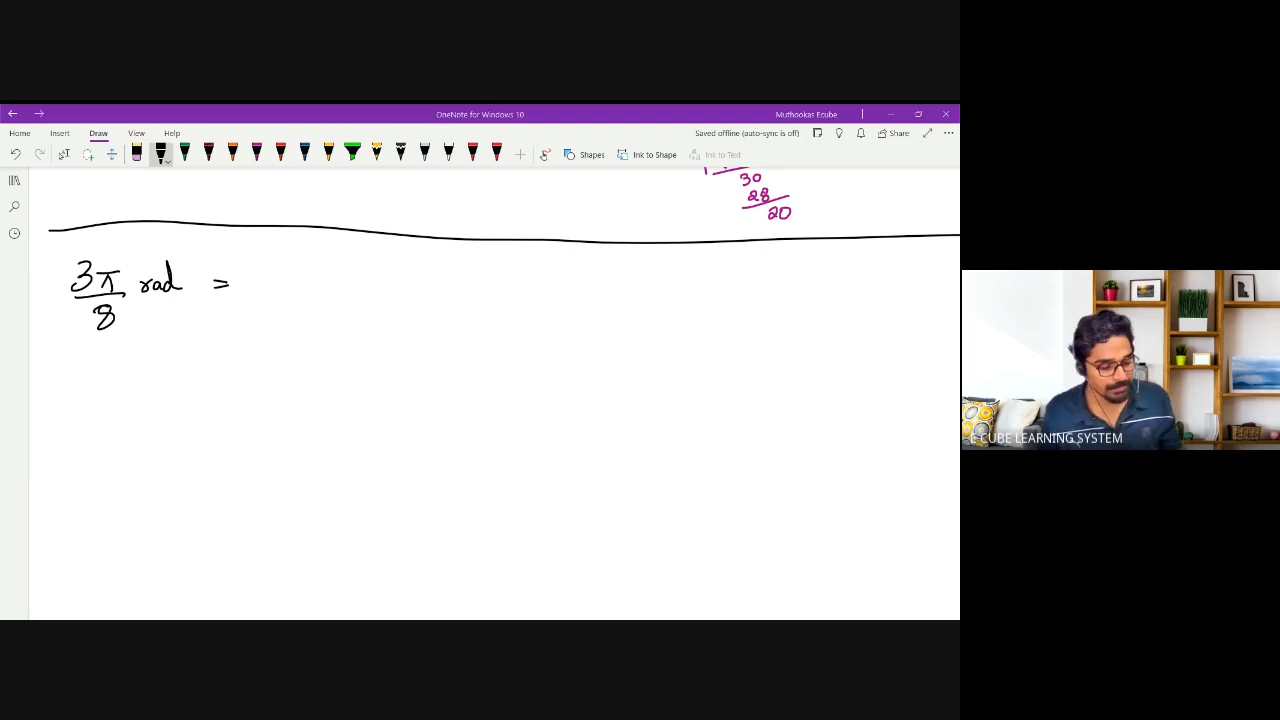 OneNote for Windows 10
Muthookas Ecube
Home Insert Draw View Help
Saved offline (auto-sync is off)
Share
Shapes
Ink to Shape
Ink to Text
30
28
20
3π/8 rad =
E CUBE LEARNING SYSTEM